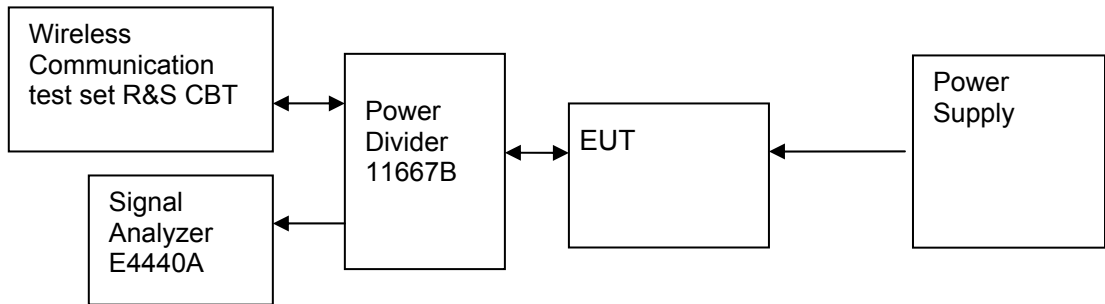 Wireless
Communication
test set R&S CBT
Signal
Analyzer
E4440A
Power
Divider
11667B
EUT
Power
Supply